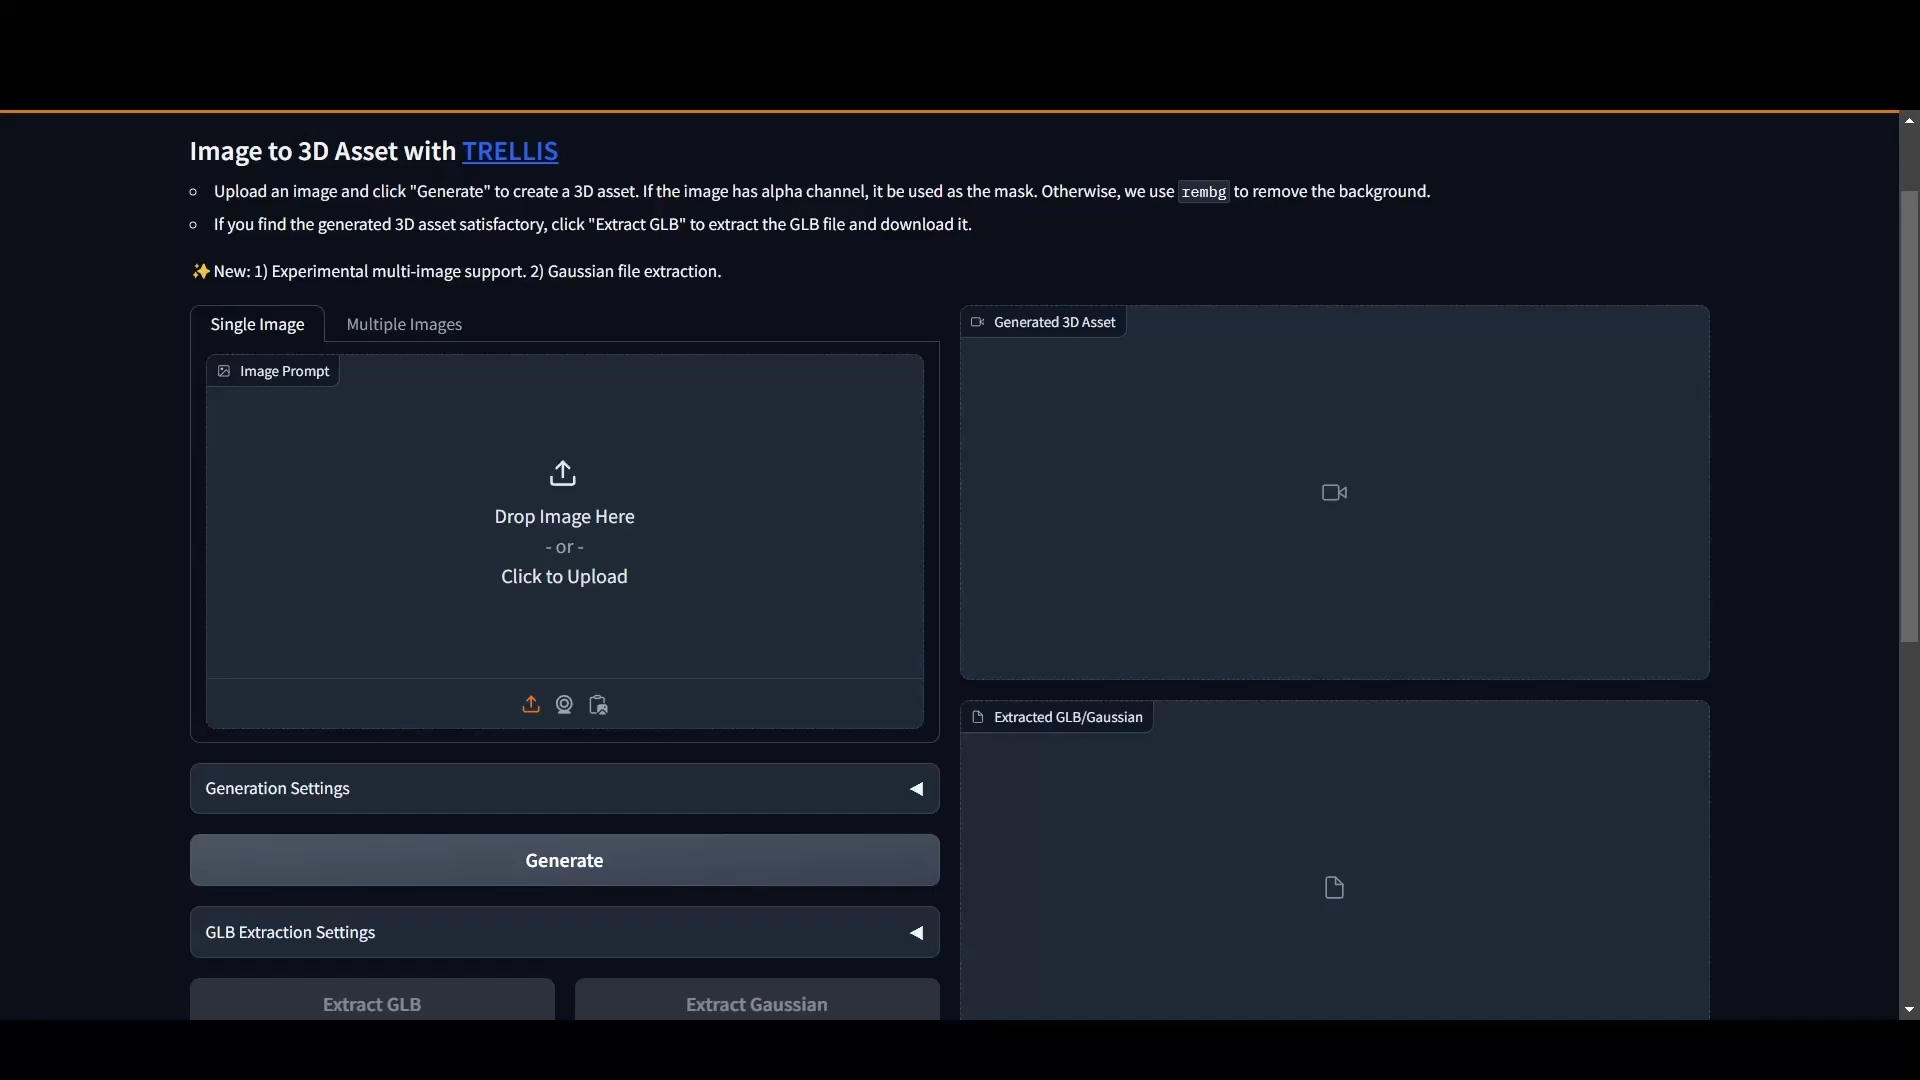 Image to 3D Asset with TRELLIS
Upload an image and click "Generate" to create a 3D asset. If the image has alpha channel, it be used as the mask. Otherwise, we use rembg to remove the background.
If you find the generated 3D asset satisfactory, click "Extract GLB" to extract the GLB file and download it.
✨New: 1) Experimental multi-image support. 2) Gaussian file extraction.
Single Image
Multiple Images
Image Prompt
Drop Image Here
- or -
Click to Upload
Generation Settings
Generate
GLB Extraction Settings
Extract GLB
Extract Gaussian
Generated 3D Asset
Extracted GLB/Gaussian